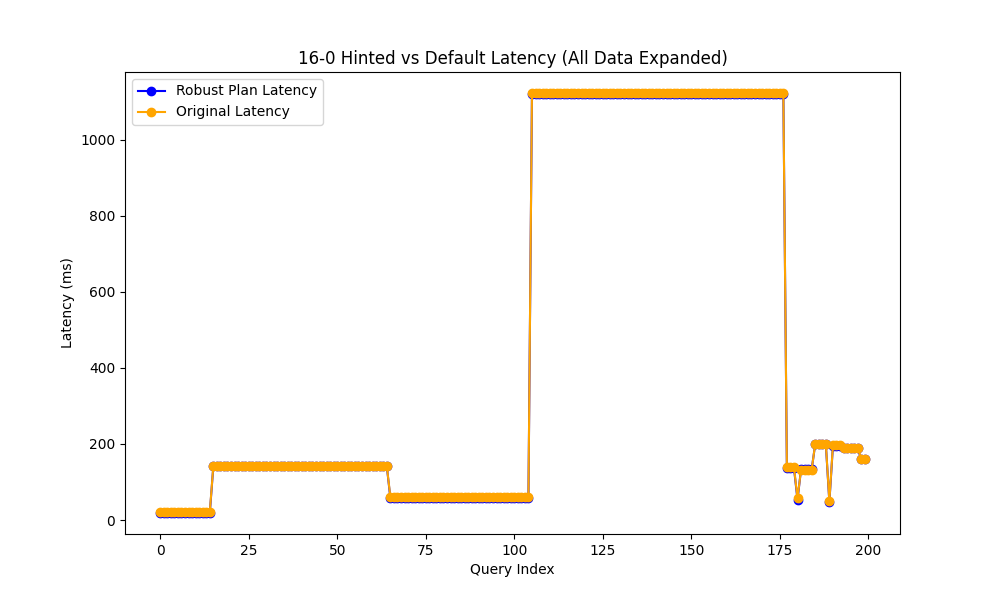 16-0 Hinted vs Default Latency (All Data Expanded)
Robust Plan Latency
Original Latency
Latency (ms)
1000
800
600
400
200
0
0 25 50 75 100 125 150 175 200
Query Index